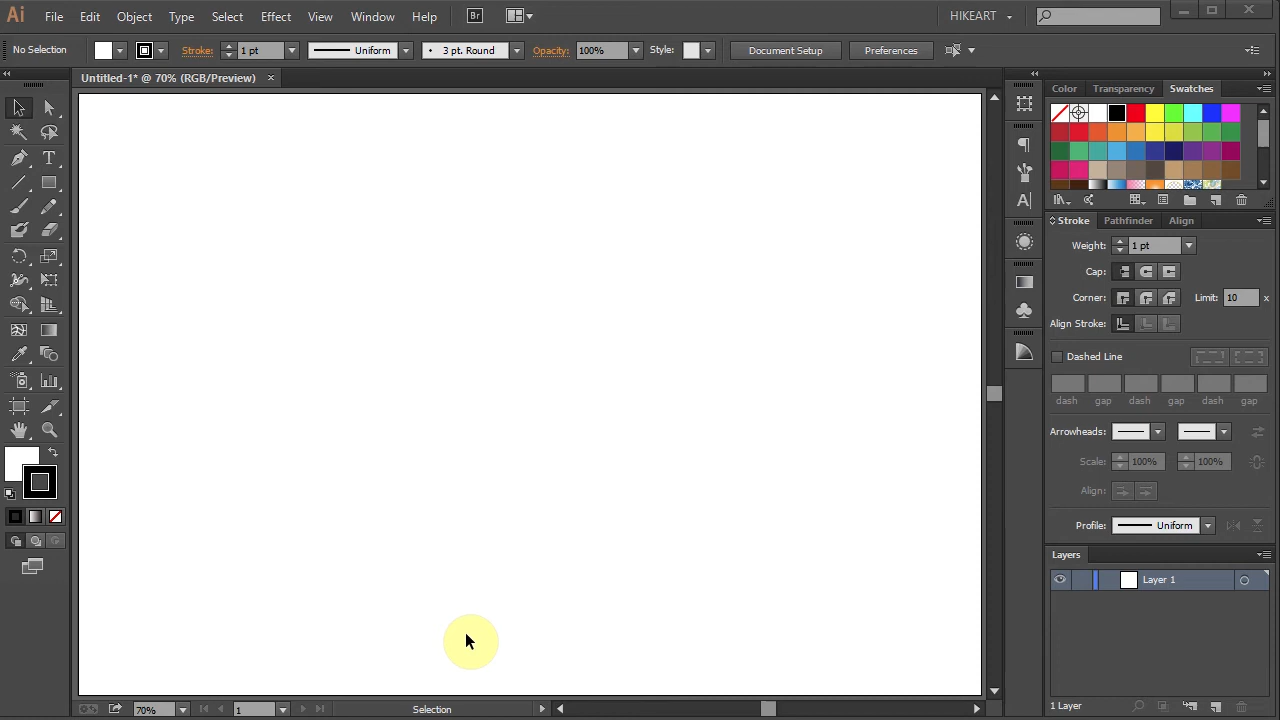 Ai File Edit Object Type Select Effect View Window Help Br HIKEART
No Selection Stroke: 1 pt Uniform 3 pt. Round Opacity: 100% Style: Document Setup Preferences
Untitled-1* @ 70% (RGB/Preview) ×
Color Transparency Swatches
Stroke Pathfinder Align
Weight: 1 pt
Cap:
Corner: Limit: 10 x
Align Stroke:
Dashed Line
dash gap dash gap dash gap
Arrowheads:
Scale: 100% 100%
Align:
Profile: Uniform
Layers
Layer 1
1 Layer
70% 1 Selection